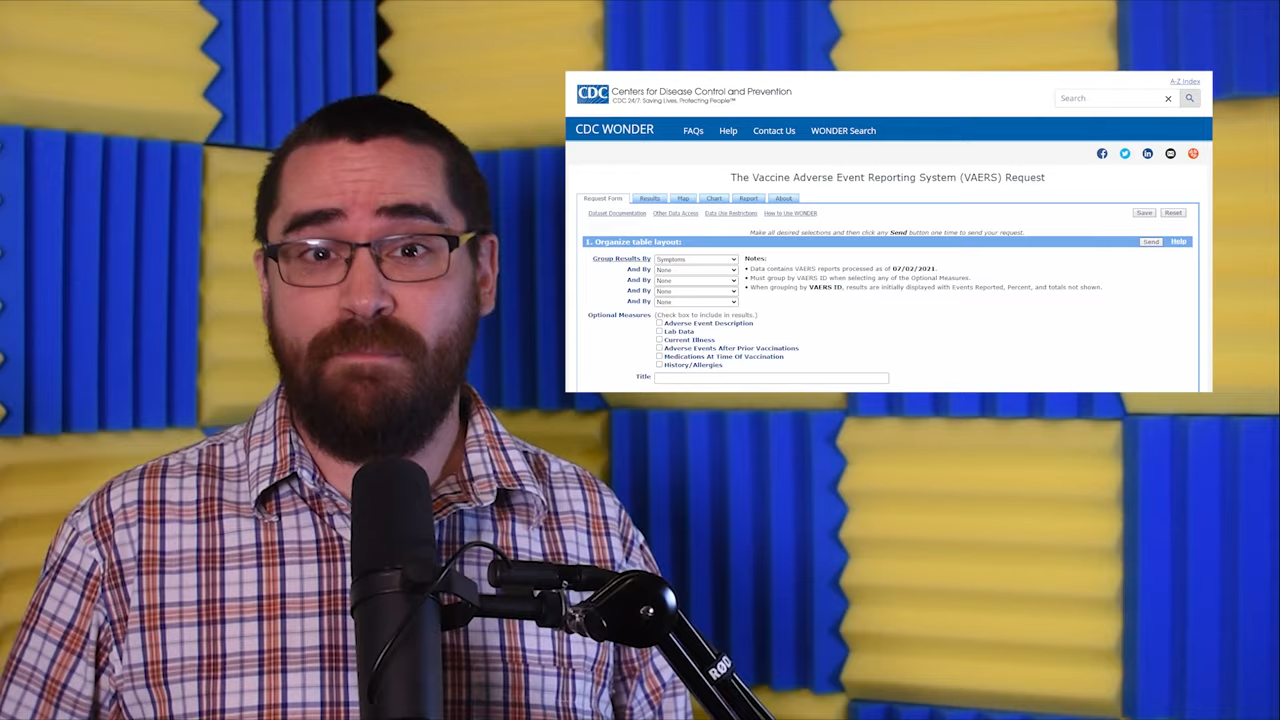 A-Z Index
CDC Centers for Disease Control and Prevention
CDC 24/7: Saving Lives, Protecting People™
Search
CDC WONDER FAQs Help Contact Us WONDER Search
The Vaccine Adverse Event Reporting System (VAERS) Request
Request Form Results Map Chart Report About
Dataset Documentation Other Data Access Data Use Restrictions How to Use WONDER Save Reset
Make all desired selections and then click any Send button one time to send your request.
1. Organize table layout: Send Help
Group Results By Symptoms Notes:
And By None • Data contains VAERS reports processed as of 07/02/2021.
And By None • Must group by VAERS ID when selecting any of the Optional Measures.
And By None • When grouping by VAERS ID, results are initially displayed with Events Reported, Percent, and totals not shown.
And By None
Optional Measures (Check box to include in results.)
Adverse Event Description
Lab Data
Current Illness
Adverse Events After Prior Vaccinations
Medications At Time Of Vaccination
History/Allergies
Title
RØD